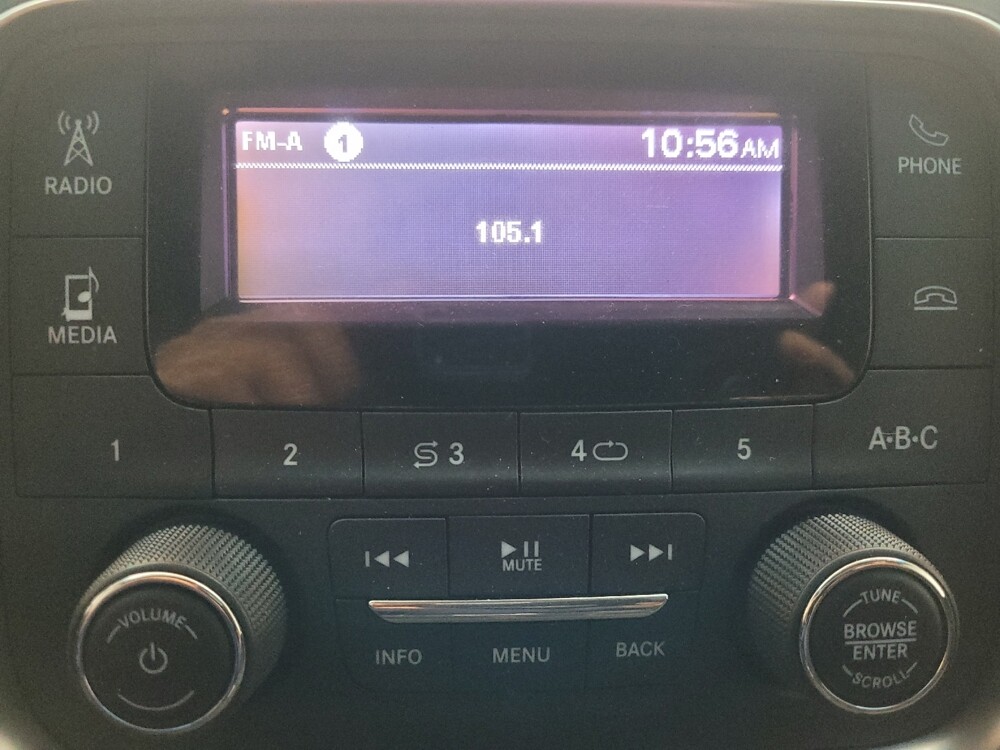 FM-A 1 10:56AM
105.1
RADIO
MEDIA
PHONE
1 2 3 4 5 A·B·C
MUTE
INFO MENU BACK
VOLUME
TUNE
BROWSE
ENTER
SCROLL